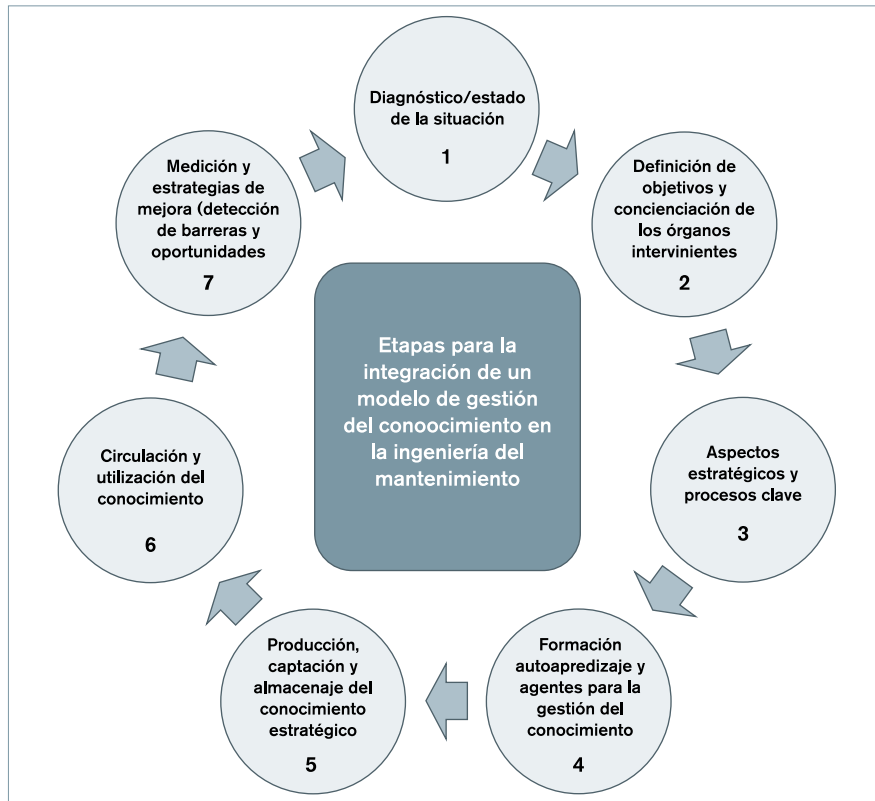 Diagnóstico/estado
de la situación
1
Definición de
objetivos y
concienciación de
los órganos
intervinientes
2
Aspectos
estratégicos y
procesos clave
3
Formación
autoapredizaje y
agentes para la
gestión del
conocimiento
4
Producción,
captación y
almacenaje del
conocimiento
estratégico
5
Circulación y
utilización del
conocimiento
6
Medición y
estrategias de
mejora (detección
de barreras y
oportunidades
7
Etapas para la
integración de un
modelo de gestión
del conoocimiento en
la ingeniería del
mantenimiento